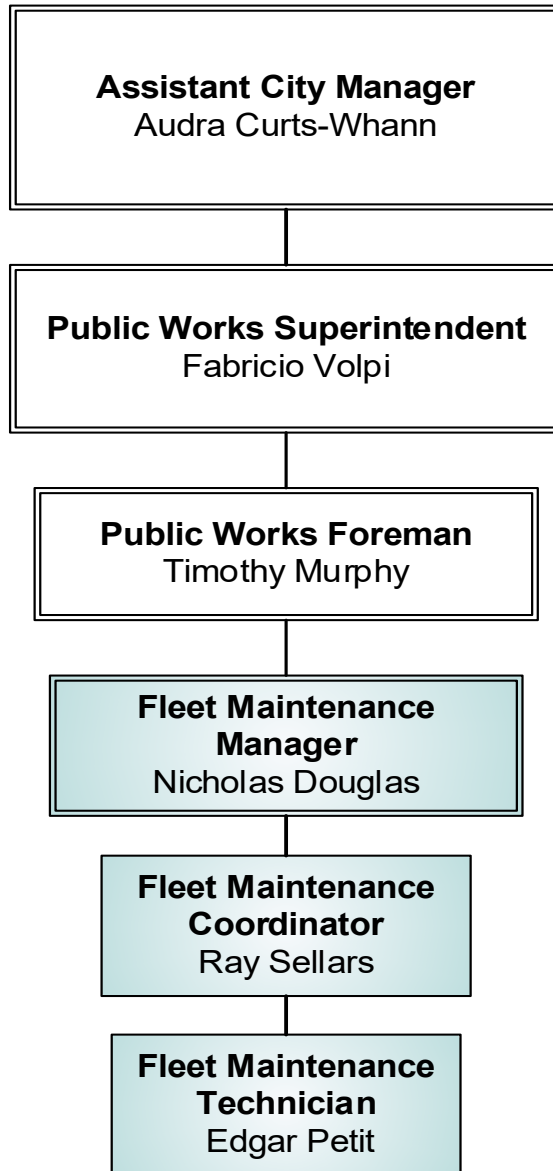 Assistant City Manager
Audra Curts-Whann
Public Works Superintendent
Fabricio Volpi
Public Works Foreman
Timothy Murphy
Fleet Maintenance
Manager
Nicholas Douglas
Fleet Maintenance
Coordinator
Ray Sellars
Fleet Maintenance
Technician
Edgar Petit